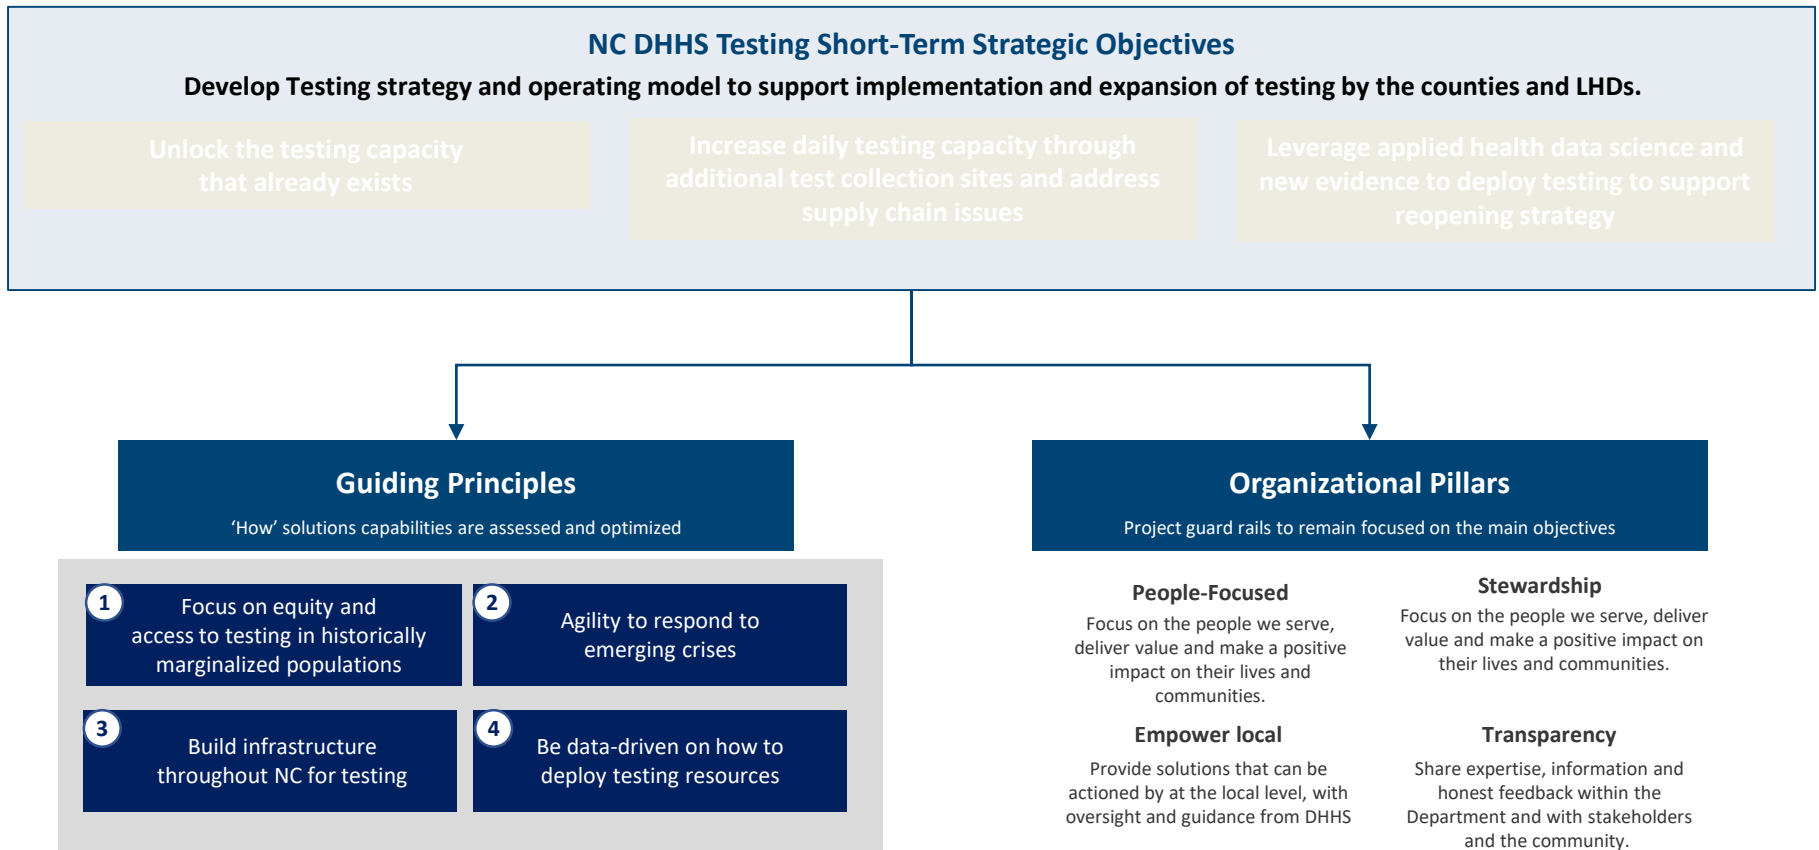 NC DHHS Testing Short-Term Strategic Objectives
Develop Testing strategy and operating model to support implementation and expansion of testing by the counties and LHDs.
Unlock the testing capacity
that already exists
Increase daily testing capacity through
additional test collection sites and address
supply chain issues
Leverage applied health data science and
new evidence to deploy testing to support
reopening strategy
Guiding Principles
‘How’ solutions capabilities are assessed and optimized
1
Focus on equity and
access to testing in historically
marginalized populations
2
Agility to respond to
emerging crises
3
Build infrastructure
throughout NC for testing
4
Be data-driven on how to
deploy testing resources
Organizational Pillars
Project guard rails to remain focused on the main objectives
People-Focused
Focus on the people we serve,
deliver value and make a positive
impact on their lives and
communities.
Stewardship
Focus on the people we serve, deliver
value and make a positive impact on
their lives and communities.
Empower local
Provide solutions that can be
actioned by at the local level, with
oversight and guidance from DHHS
Transparency
Share expertise, information and
honest feedback within the
Department and with stakeholders
and the community.